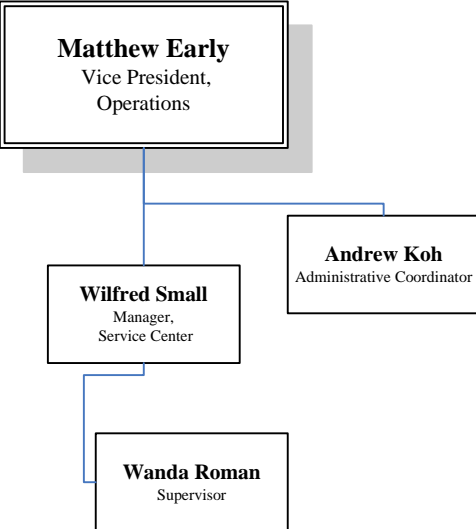 Matthew Early
Vice President,
Operations
Andrew Koh
Administrative Coordinator
Wilfred Small
Manager,
Service Center
Wanda Roman
Supervisor